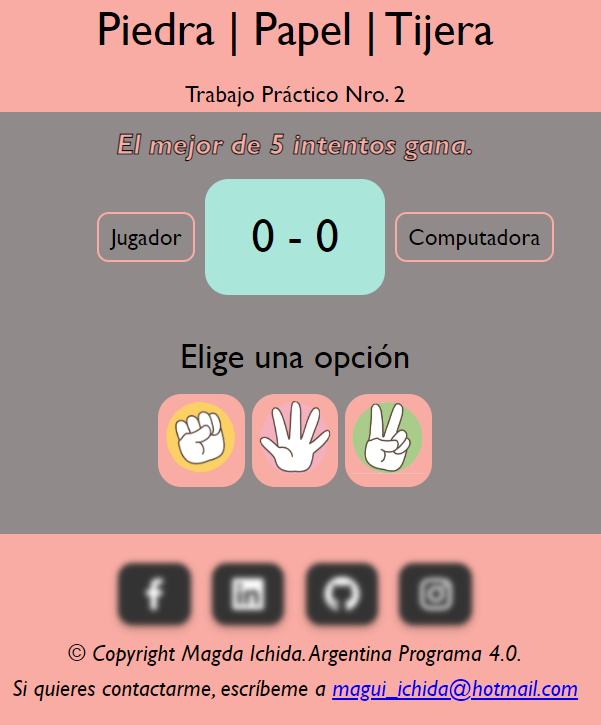 Piedra | Papel | Tijera
Trabajo Práctico Nro. 2
El mejor de 5 intentos gana.
Jugador
0 - 0
Computadora
Elige una opción
© Copyright Magda Ichida. Argentina Programa 4.0.
Si quieres contactarme, escríbeme a magui_ichida@hotmail.com